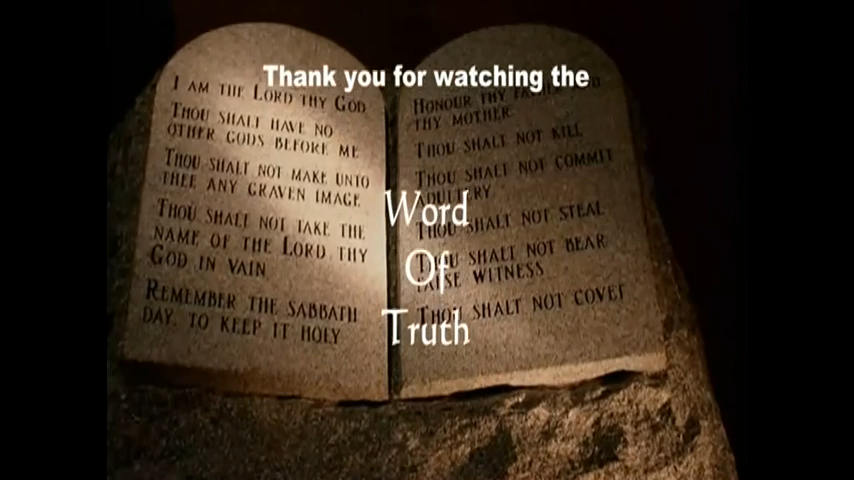 Thank you for watching the
Word
Of
Truth
I AM THE LORD THY GOD
THOU SHALT HAVE NO
OTHER GODS BEFORE ME
THOU SHALT NOT MAKE UNTO
THEE ANY GRAVEN IMAGE
THOU SHALT NOT TAKE THE
NAME OF THE LORD THY
GOD IN VAIN
REMEMBER THE SABBATH
DAY, TO KEEP IT HOLY
HONOUR THY FATHER AND
THY MOTHER
THOU SHALT NOT KILL
THOU SHALT NOT COMMIT
ADULTERY
THOU SHALT NOT STEAL
THOU SHALT NOT BEAR
FALSE WITNESS
THOU SHALT NOT COVET